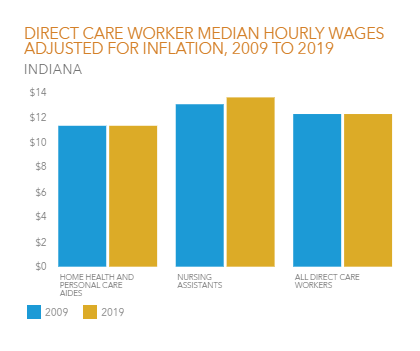 DIRECT CARE WORKER MEDIAN HOURLY WAGES
ADJUSTED FOR INFLATION, 2009 TO 2019
INDIANA
$14
$12
$10
$8
$6
$4
$2
$0
HOME HEALTH AND
PERSONAL CARE
AIDES
NURSING
ASSISTANTS
ALL DIRECT CARE
WORKERS
2009
2019